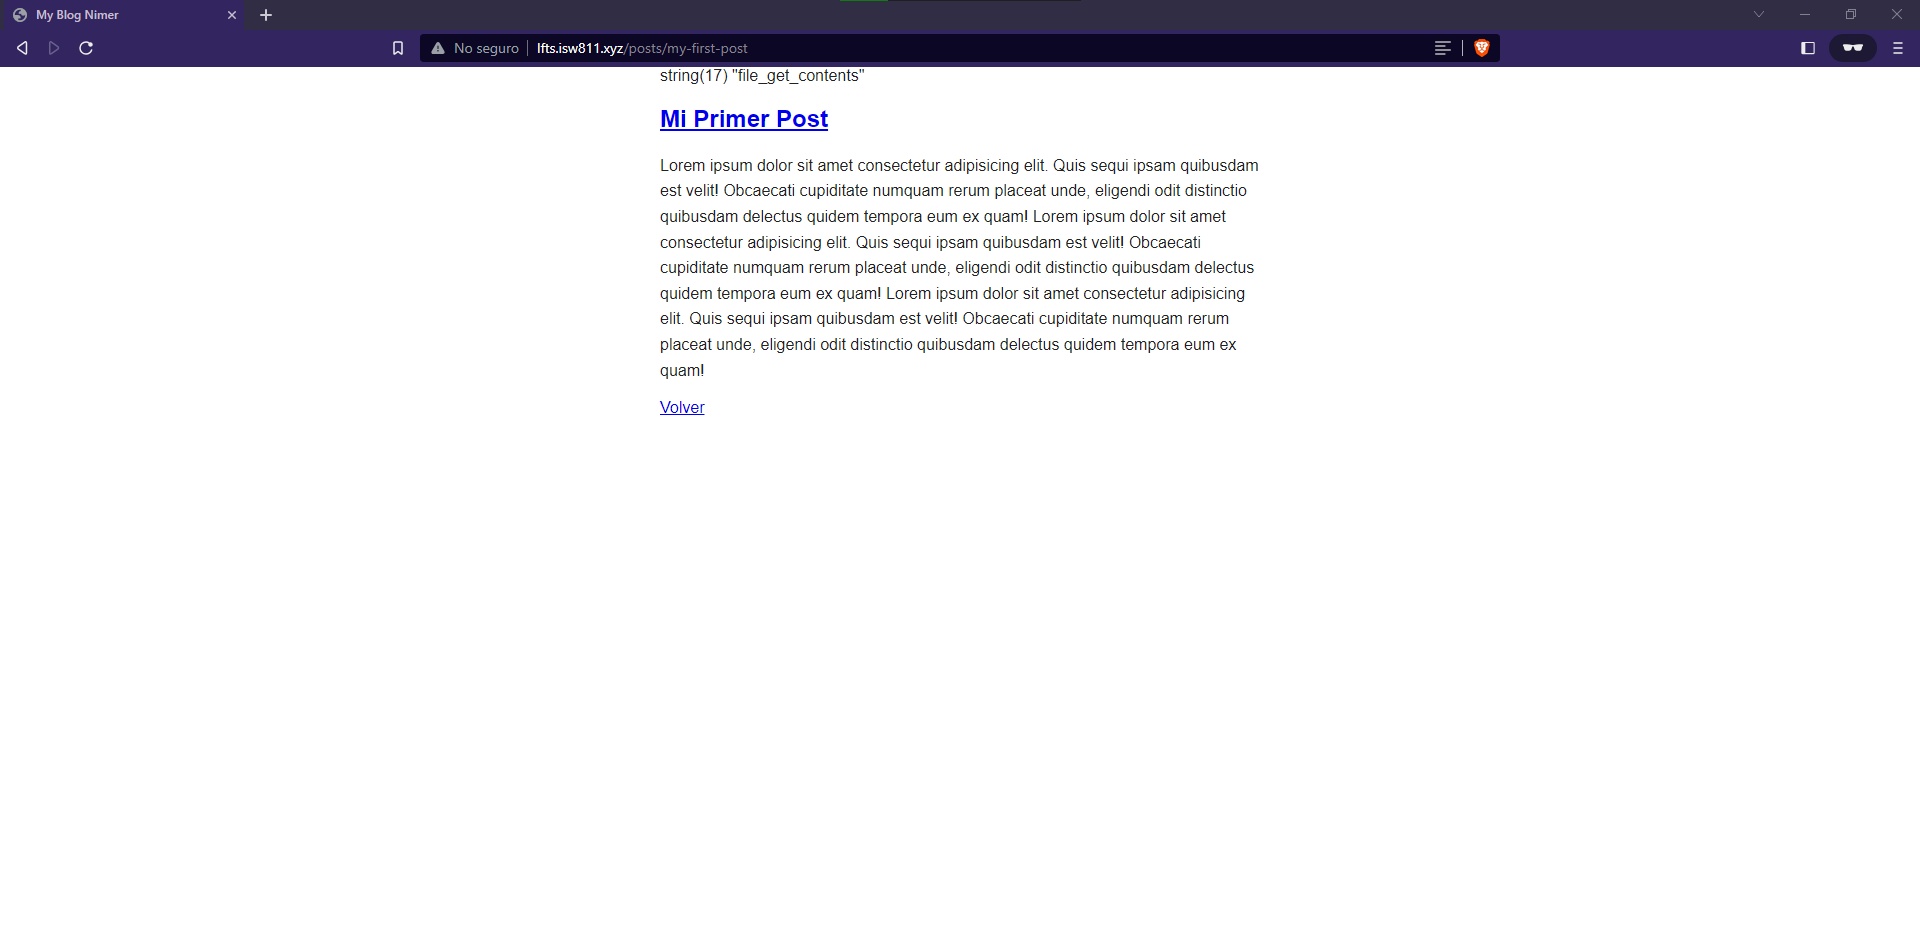 My Blog Nimer
No seguro lfts.isw811.xyz/posts/my-first-post
string(17) "file_get_contents"
Mi Primer Post
Lorem ipsum dolor sit amet consectetur adipisicing elit. Quis sequi ipsam quibusdam
est velit! Obcaecati cupiditate numquam rerum placeat unde, eligendi odit distinctio
quibusdam delectus quidem tempora eum ex quam! Lorem ipsum dolor sit amet
consectetur adipisicing elit. Quis sequi ipsam quibusdam est velit! Obcaecati
cupiditate numquam rerum placeat unde, eligendi odit distinctio quibusdam delectus
quidem tempora eum ex quam! Lorem ipsum dolor sit amet consectetur adipisicing
elit. Quis sequi ipsam quibusdam est velit! Obcaecati cupiditate numquam rerum
placeat unde, eligendi odit distinctio quibusdam delectus quidem tempora eum ex
quam!
Volver